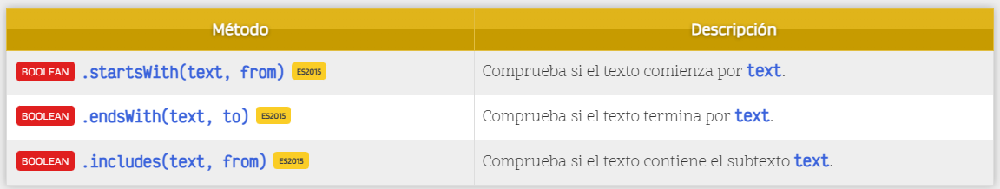 Método Descripción
BOOLEAN .startsWith(text, from) ES2015 Comprueba si el texto comienza por text.
BOOLEAN .endsWith(text, to) ES2015 Comprueba si el texto termina por text.
BOOLEAN .includes(text, from) ES2015 Comprueba si el texto contiene el subtexto text.